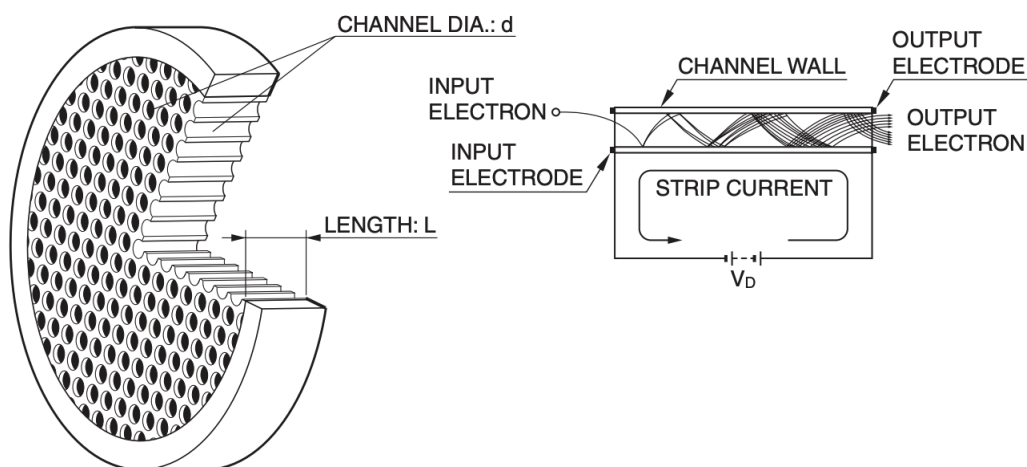 CHANNEL DIA.: d
LENGTH: L
CHANNEL WALL
OUTPUT
ELECTRODE
INPUT
ELECTRON
OUTPUT
ELECTRON
INPUT
ELECTRODE
STRIP CURRENT
VD